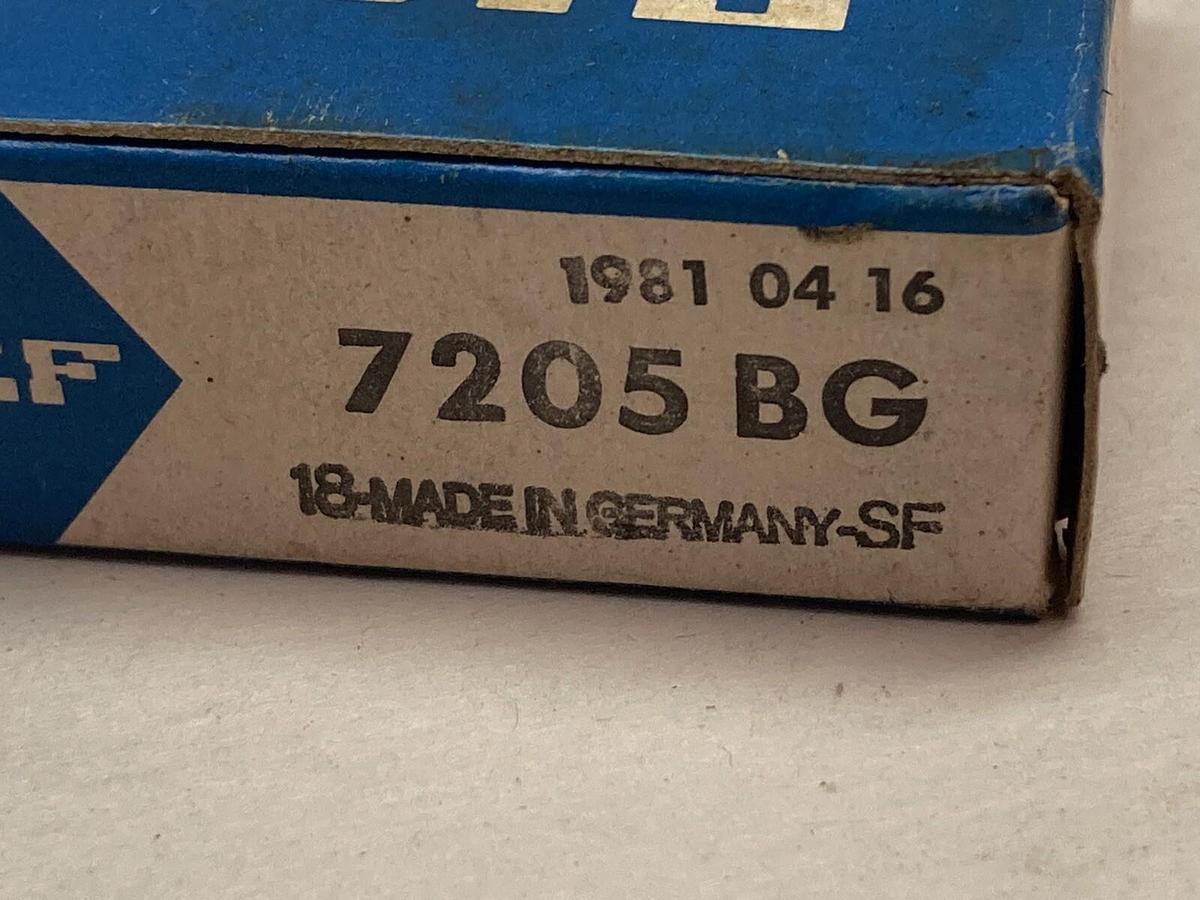 1981 04 16
7205 BG
18-MADE IN GERMANY-SF